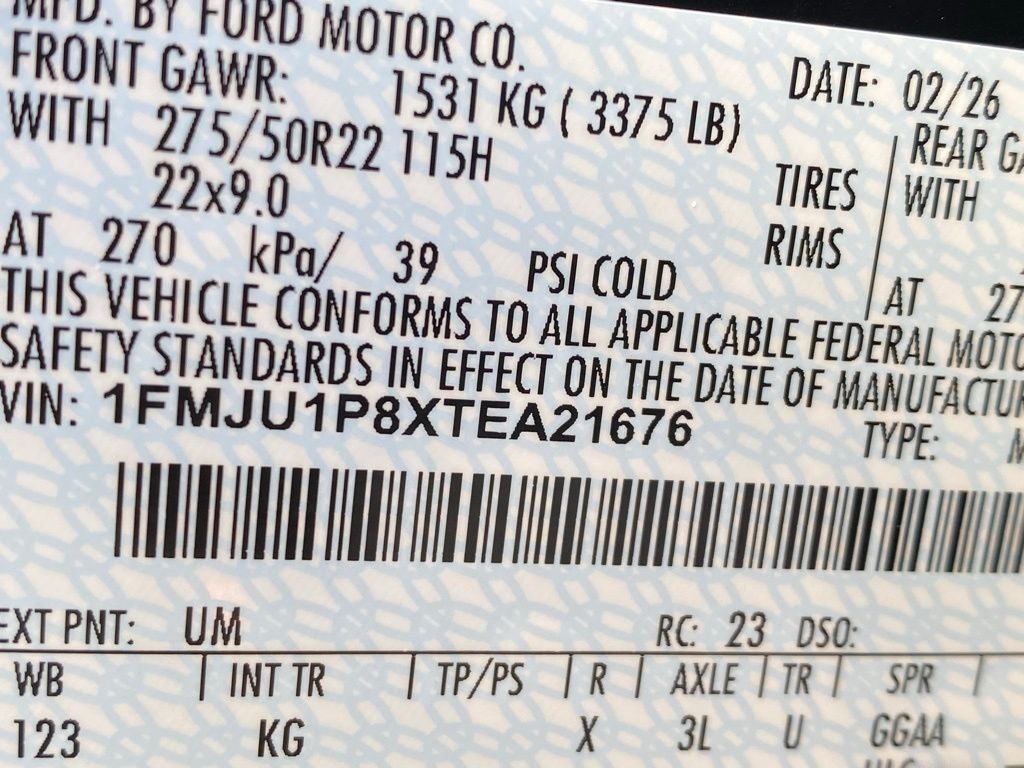 MFD. BY FORD MOTOR CO.
DATE: 02/26
FRONT GAWR: 1531 KG ( 3375 LB)
REAR
WITH 275/50R22 115H TIRES WITH
22x9.0 RIMS
AT 270 kPa/ 39 PSI COLD AT 27
THIS VEHICLE CONFORMS TO ALL APPLICABLE FEDERAL
SAFETY STANDARDS IN EFFECT ON THE DATE OF
VIN: 1FMJU1P8XTEA21676 TYPE:
EXT PNT: UM RC: 23 DSO:
WB INT TR TP/PS R AXLE TR SPR
123 KG X 3L U GGAA